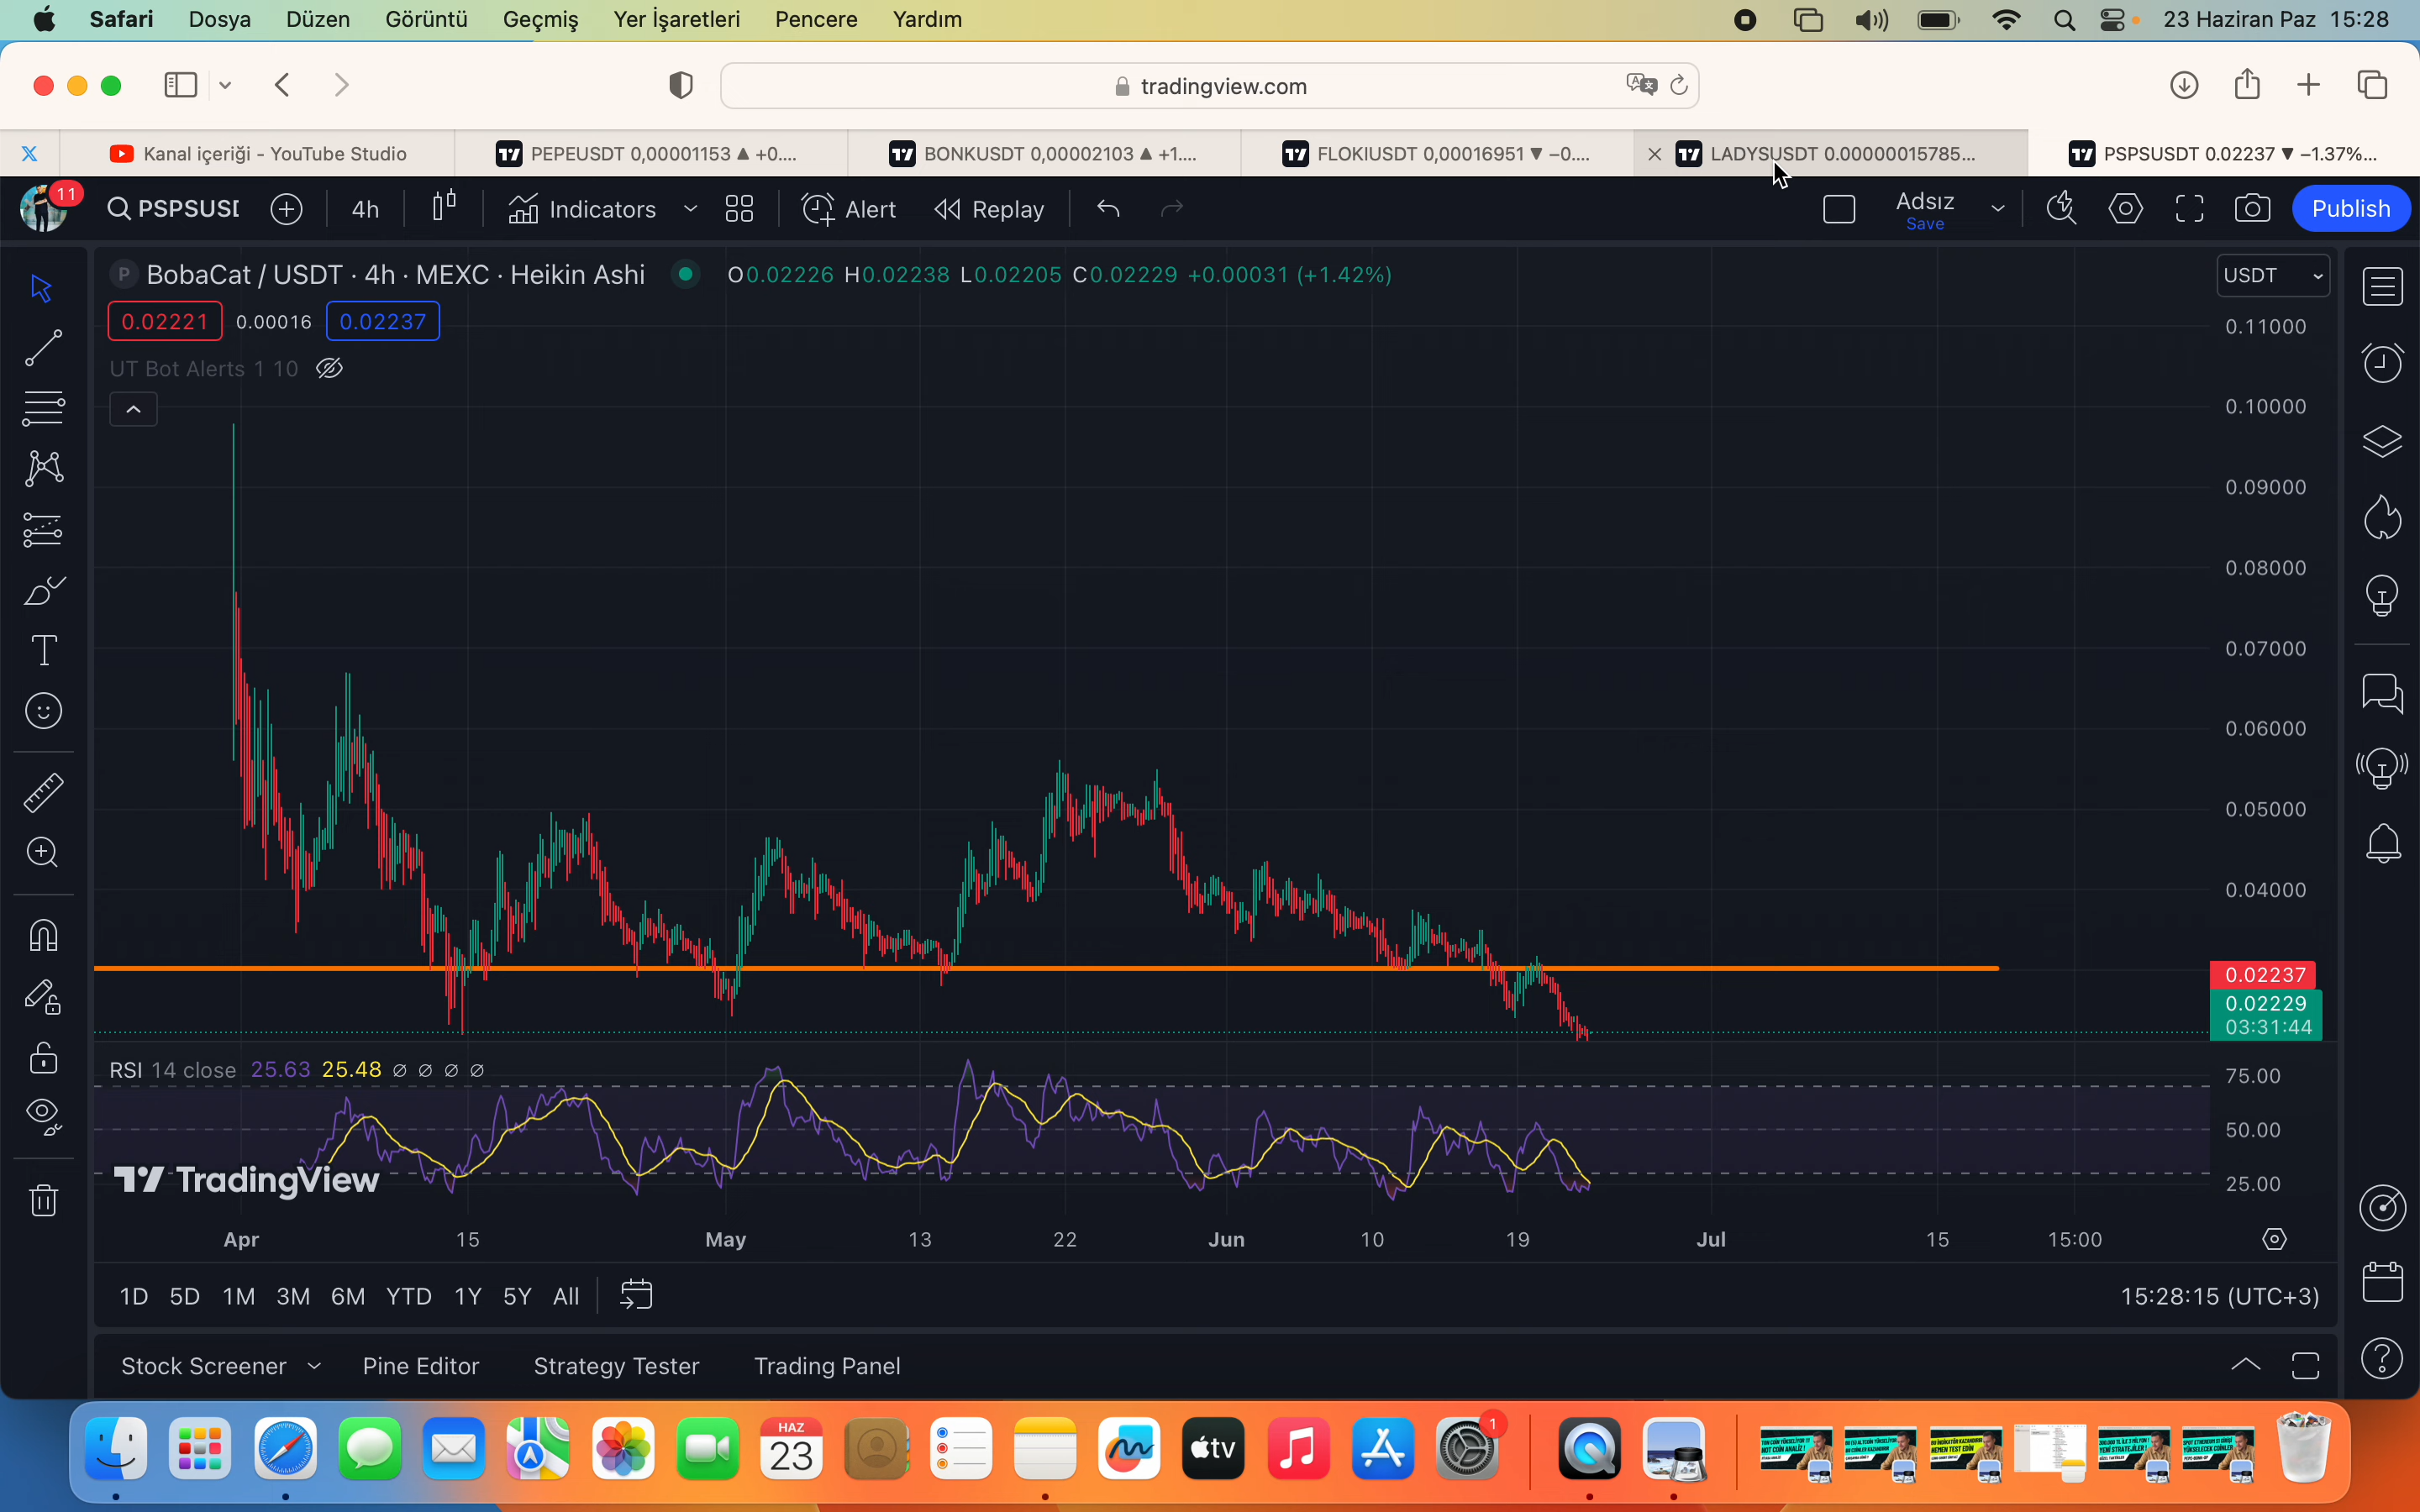 Safari Dosya Düzen Görüntü Geçmiş Yer İşaretleri Pencere Yardım 23 Haziran Paz 15:28
tradingview.com
Kanal içeriği - YouTube Studio PEPEUSDT 0,00001153 ▲ +0.... BONKUSDT 0,00002103 ▲ +1.... FLOKIUSDT 0,00016951 ▼ −0.... LADYSUSDT 0.00000015785... PSPSUSDT 0.02237 ▼ −1.37%...
11 PSPSUSI 4h Indicators Alert Replay Adsız Publish
Save
P BobaCat / USDT · 4h · MEXC · Heikin Ashi O0.02226 H0.02238 L0.02205 C0.02229 +0.00031 (+1.42%) USDT
0.02221 0.00016 0.02237
UT Bot Alerts 1 10
0.11000
0.10000
0.09000
0.08000
0.07000
0.06000
0.05000
0.04000
0.02237
0.02229
03:31:44
RSI 14 close 25.63 25.48 ∅ ∅ ∅ ∅
75.00
50.00
25.00
TradingView
Apr 15 May 13 22 Jun 10 19 Jul 15 15:00
1D 5D 1M 3M 6M YTD 1Y 5Y All 15:28:15 (UTC+3)
Stock Screener Pine Editor Strategy Tester Trading Panel
HAZ
23
tv
1